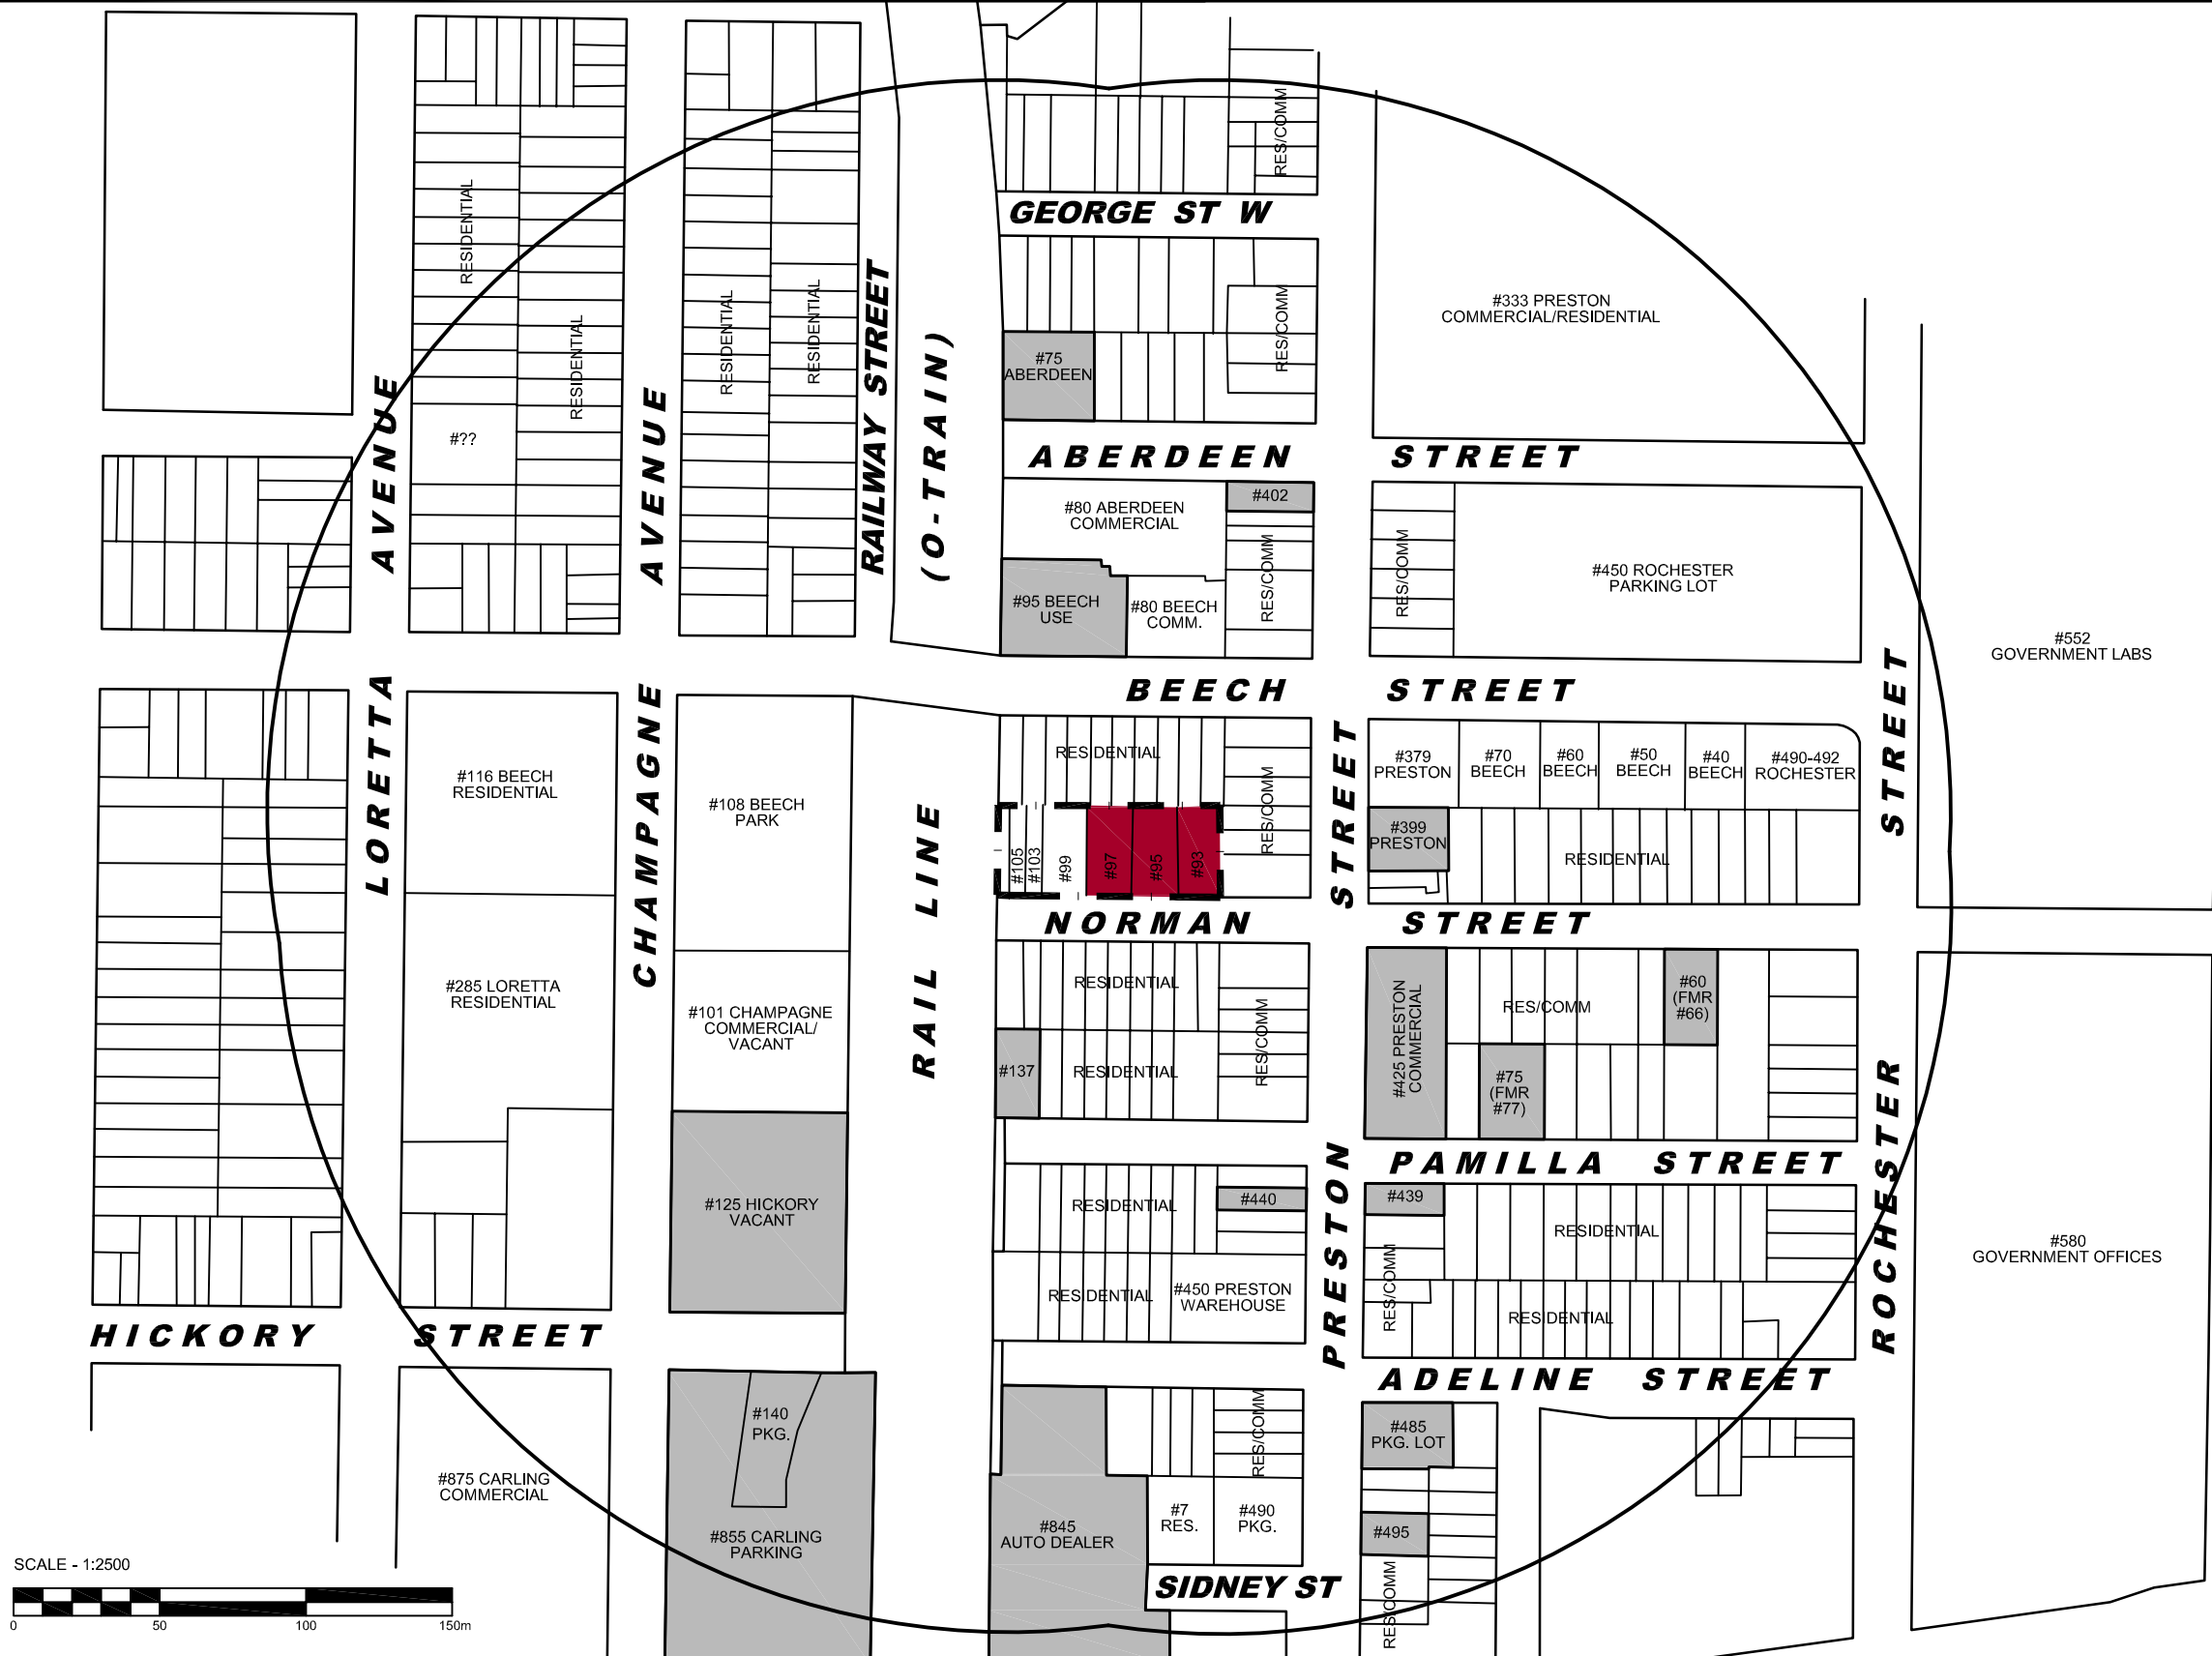 RES/COMM
GEORGE ST W
RESIDENTIAL
RESIDENTIAL
RESIDENTIAL
RESIDENTIAL
RAILWAY STREET
(O-TRAIN)
RES/COMM
#333 PRESTON
COMMERCIAL/RESIDENTIAL
#75
ABERDEEN
#??
AVENUE
AVENUE
ABERDEEN STREET
#80 ABERDEEN
COMMERCIAL
#402
RES/COMM
RES/COMM
#450 ROCHESTER
PARKING LOT
#95 BEECH
USE
#80 BEECH
COMM.
#552
GOVERNMENT LABS
BEECH STREET
LORETTA
CHAMPAGNE
STREET
STREET
#116 BEECH
RESIDENTIAL
#108 BEECH
PARK
RESIDENTIAL
RES/COMM
#379
PRESTON
#70
BEECH
#60
BEECH
#50
BEECH
#40
BEECH
#490-492
ROCHESTER
#105
#103
#99
#97
#95
#93
#399
PRESTON
RESIDENTIAL
RAIL LINE
NORMAN STREET
#285 LORETTA
RESIDENTIAL
#101 CHAMPAGNE
COMMERCIAL/
VACANT
RESIDENTIAL
RES/COMM
#137
RESIDENTIAL
#425 PRESTON
COMMERCIAL
RES/COMM
#60
(FMR
#66)
#75
(FMR
#77)
PAMILLA STREET
PRESTON
ROCHESTER
#125 HICKORY
VACANT
RESIDENTIAL
#440
#439
RESIDENTIAL
#580
GOVERNMENT OFFICES
RESIDENTIAL
#450 PRESTON
WAREHOUSE
RES/COMM
RESIDENTIAL
HICKORY STREET
ADELINE STREET
#140
PKG.
RES/COMM
#485
PKG. LOT
#875 CARLING
COMMERCIAL
#855 CARLING
PARKING
#845
AUTO DEALER
#7
RES.
#490
PKG.
#495
RES/COMM
SIDNEY ST
SCALE - 1:2500
0 50 100 150m